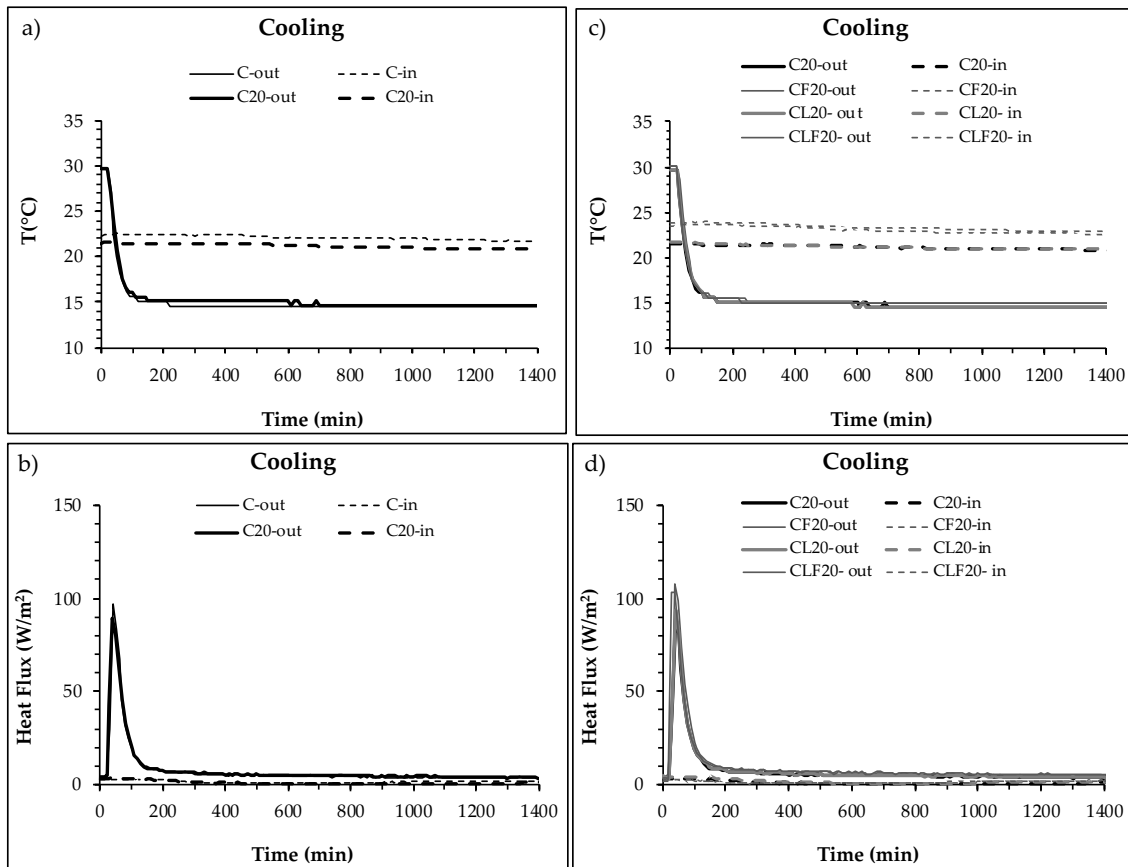 a)
Cooling
C-out C-in
C20-out C20-in
35
30
25
20
15
10
T(°C)
0 200 400 600 800 1000 1200 1400
Time (min)
c)
Cooling
C20-out C20-in
CF20-out CF20-in
CL20- out CL20- in
CLF20- out CLF20- in
35
30
25
20
15
10
T(°C)
0 200 400 600 800 1000 1200 1400
Time (min)
b)
Cooling
C-out C-in
C20-out C20-in
150
100
50
0
Heat Flux (W/m²)
0 200 400 600 800 1000 1200 1400
Time (min)
d)
Cooling
C20-out C20-in
CF20-out CF20-in
CL20-out CL20-in
CLF20- out CLF20- in
150
100
50
0
Heat Flux (W/m²)
0 200 400 600 800 1000 1200 1400
Time (min)